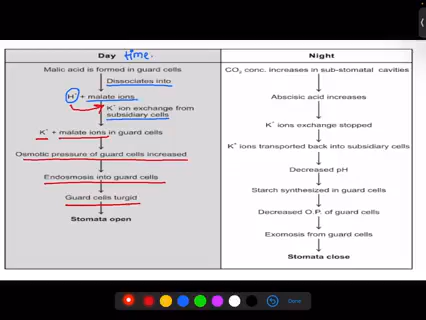 Day time
Malic acid is formed in guard cells
Dissociates into
H+ + malate ions
K+ ion exchange from
subsidiary cells
K+ + malate ions in guard cells
Osmotic pressure of guard cells increased
Endosmosis into guard cells
Guard cells turgid
Stomata open
Night
CO2 conc. increases in sub-stomatal cavities
Abscisic acid increases
K+ ions exchange stopped
K+ ions transported back into subsidiary cells
Decreased pH
Starch synthesized in guard cells
Decreased O.P. of guard cells
Exomosis from guard cells
Stomata close
Done